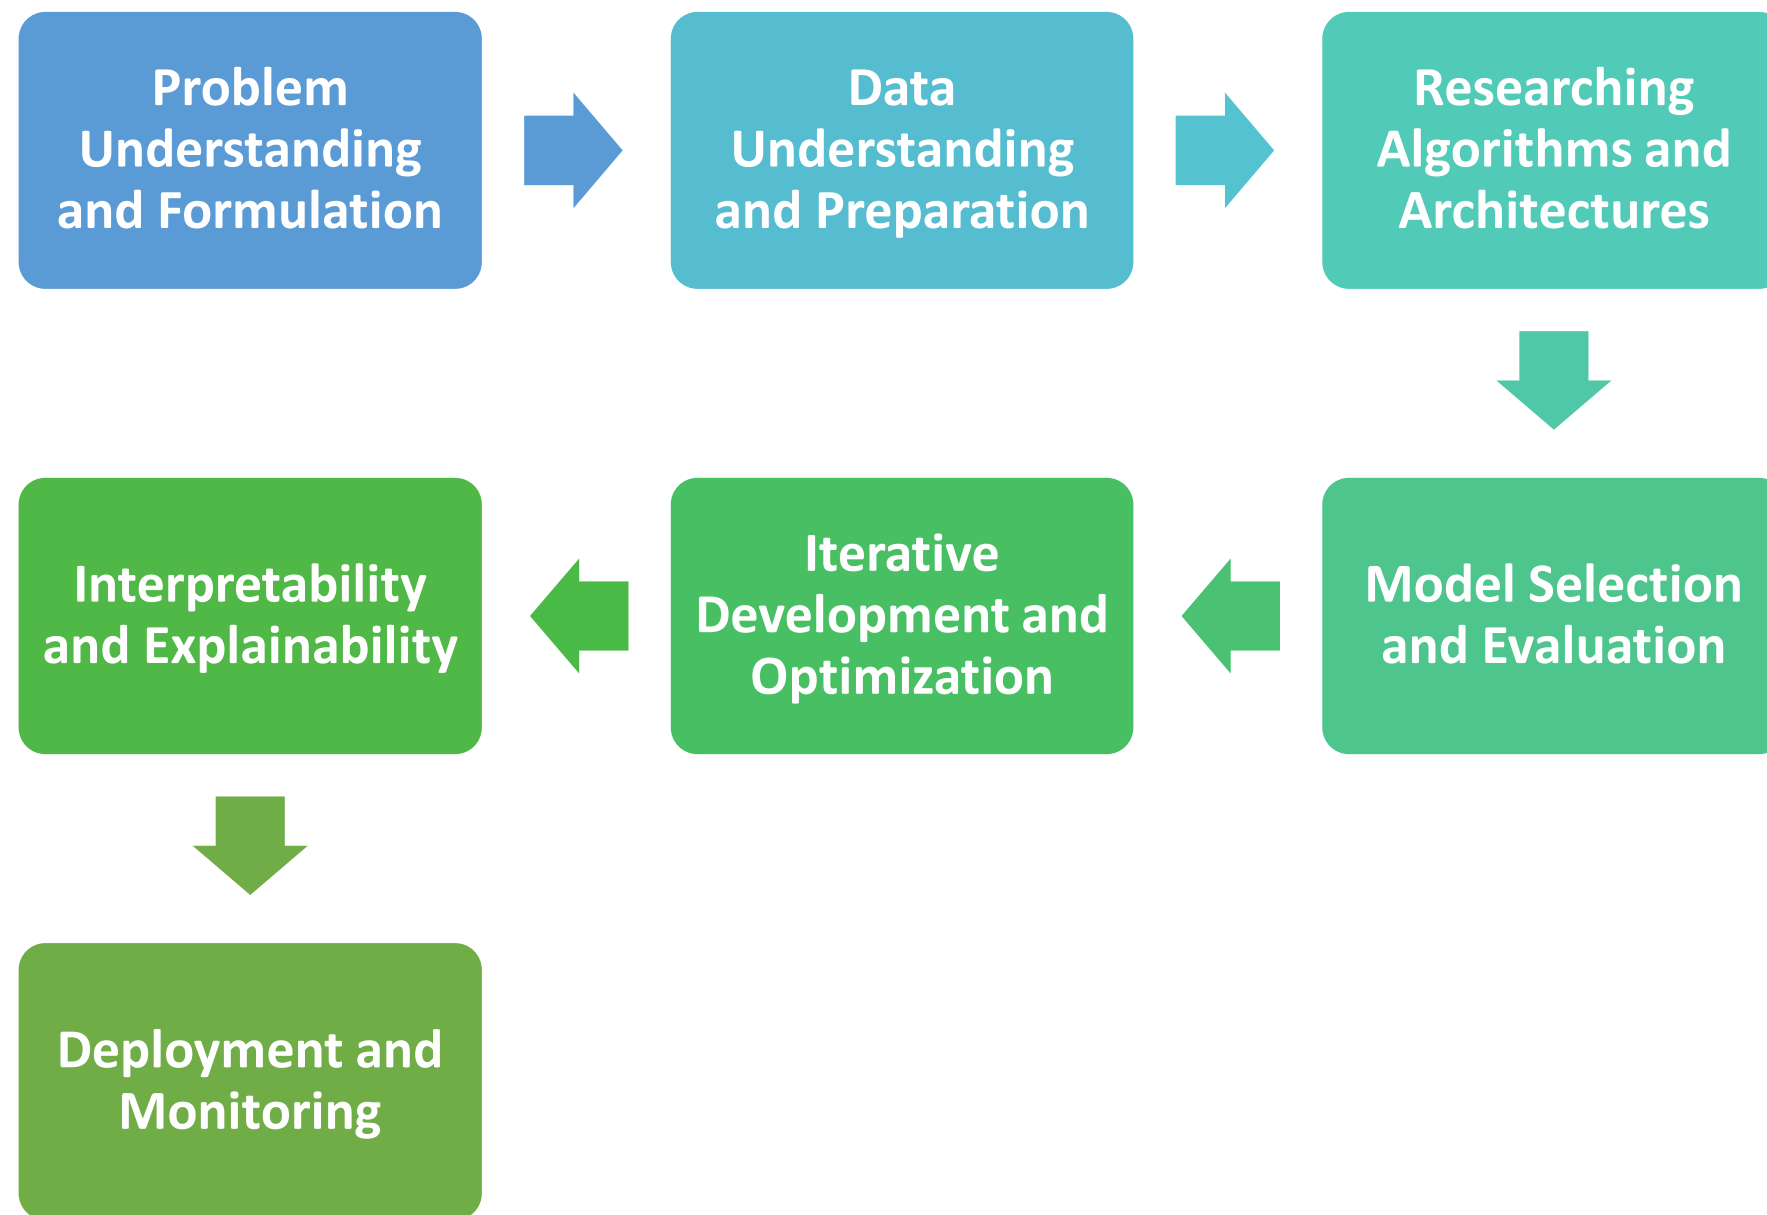 Problem
Understanding
and Formulation
Data
Understanding
and Preparation
Researching
Algorithms and
Architectures
Model Selection
and Evaluation
Iterative
Development and
Optimization
Interpretability
and Explainability
Deployment and
Monitoring